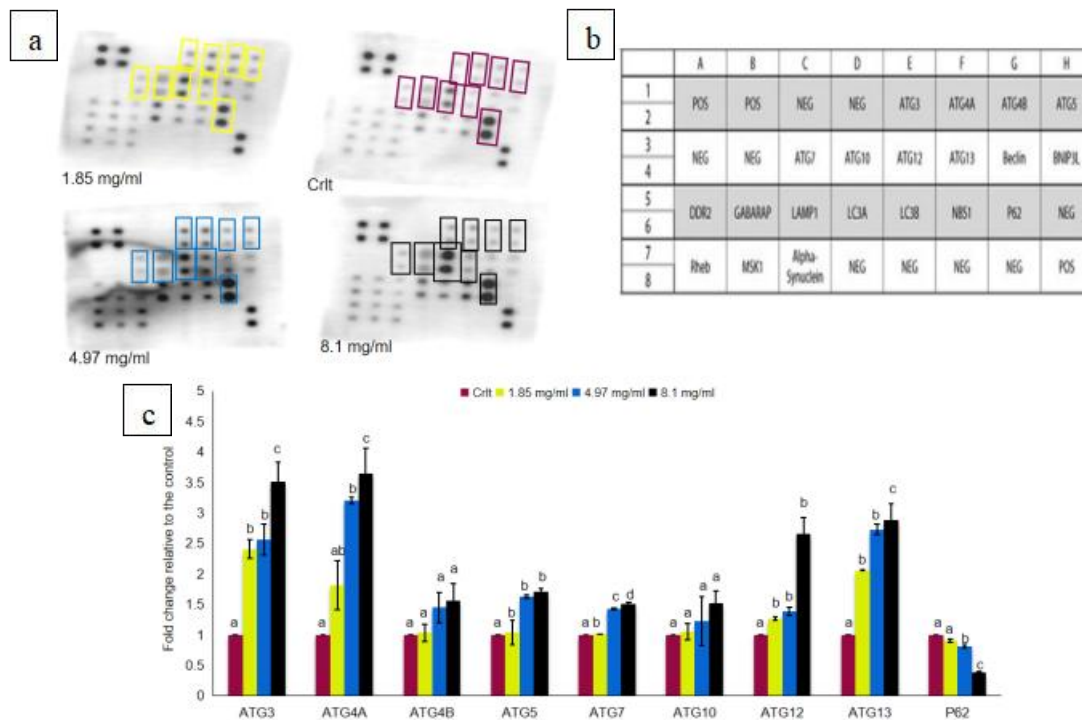 a
1.85 mg/ml
Crlt
4.97 mg/ml
8.1 mg/ml
b
A B C D E F G H
1
2
POS POS NEG NEG ATG3 ATG4A ATG4B ATG5
3
4
NEG NEG ATG7 ATG10 ATG12 ATG13 Beclin BNIP3L
5
6
DDR2 GABARAP LAMP1 LC3A LC3B NBS1 P62 NEG
7
8
Rheb MSK1 Alpha-
Synuclein NEG NEG NEG NEG POS
c
Crlt 1.85 mg/ml 4.97 mg/ml 8.1 mg/ml
Fold change relative to the control
5
4.5
4
3.5
3
2.5
2
1.5
1
0.5
0
a b b c
a ab b c
a a a a
a b b b
a b c d
a a a a
a b b c
a b b c
a a b c
ATG3 ATG4A ATG4B ATG5 ATG7 ATG10 ATG12 ATG13 P62